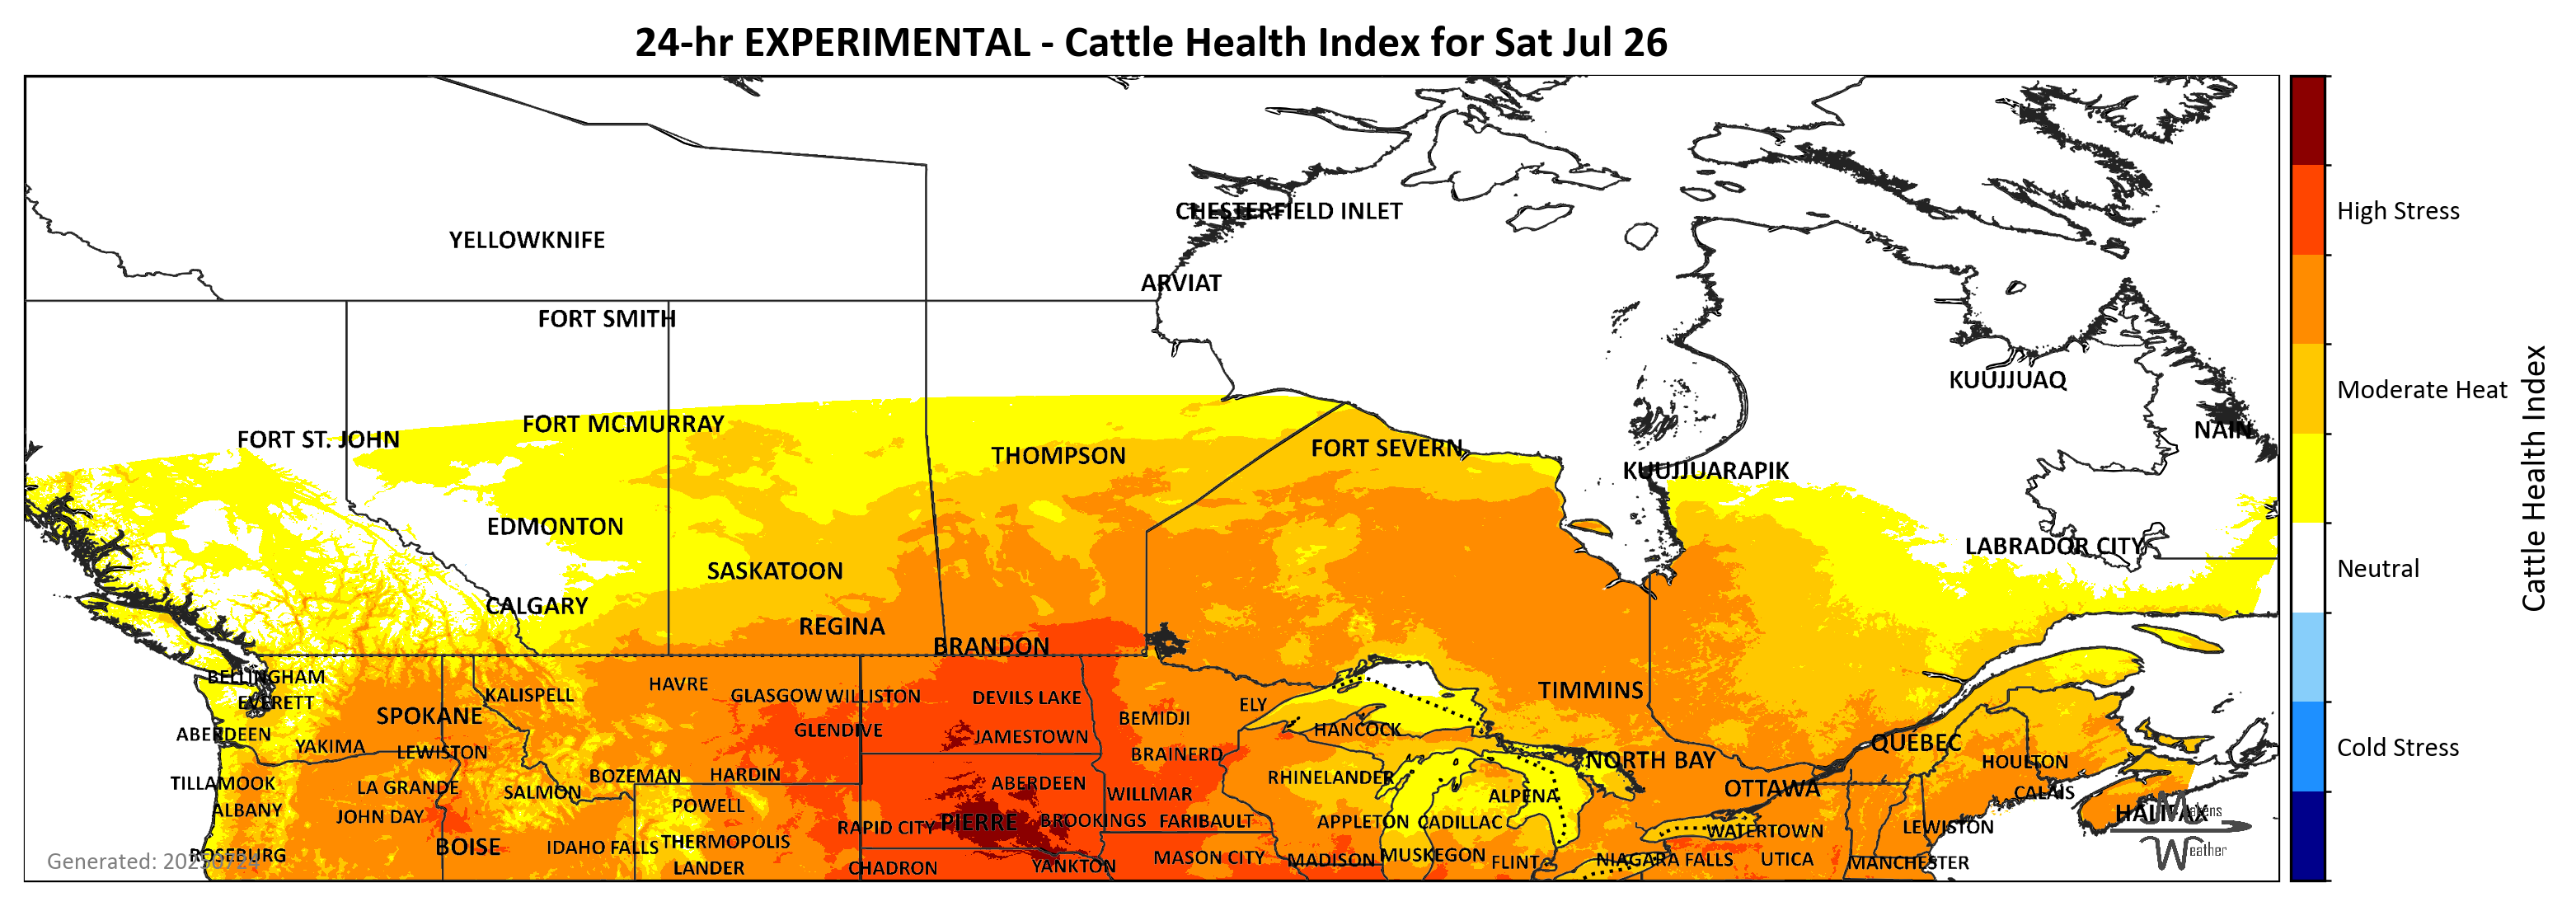 24-hr EXPERIMENTAL - Cattle Health Index for Sat Jul 26
CHESTERFIELD INLET
YELLOWKNIFE
ARVIAT
FORT SMITH
KUUJJUAQ
FORT MCMURRAY
NAIN
FORT ST. JOHN
THOMPSON
FORT SEVERN
KUUJJUARAPIK
EDMONTON
LABRADOR CITY
SASKATOON
CALGARY
REGINA
BRANDON
BELLINGHAM
EVERETT
KALISPELL
HAVRE
GLASGOW
WILLISTON
DEVILS LAKE
TIMMINS
ELY
BEMIDJI
SPOKANE
ABERDEEN
GLENDIVE
JAMESTOWN
HANCOCK
QUEBEC
YAKIMA
LEWISTON
BRAINERD
NORTH BAY
HOULTON
TILLAMOOK
LA GRANDE
SALMON
BOZEMAN
HARDIN
ABERDEEN
WILLMAR
RHINELANDER
ALPENA
OTTAWA
CALAIS
ALBANY
JOHN DAY
POWELL
RAPID CITY
PIERRE
BROOKINGS
FARIBAULT
APPLETON
CADILLAC
WATERTOWN
LEWISTON
HALIFAX
Makens
Weather
BOISE
IDAHO FALLS
THERMOPOLIS
ROSEBURG
LANDER
CHADRON
YANKTON
MASON CITY
MADISON
MUSKEGON
FLINT
NIAGARA FALLS
UTICA
MANCHESTER
Generated: 20250724
High Stress
Moderate Heat
Neutral
Cold Stress
Cattle Health Index